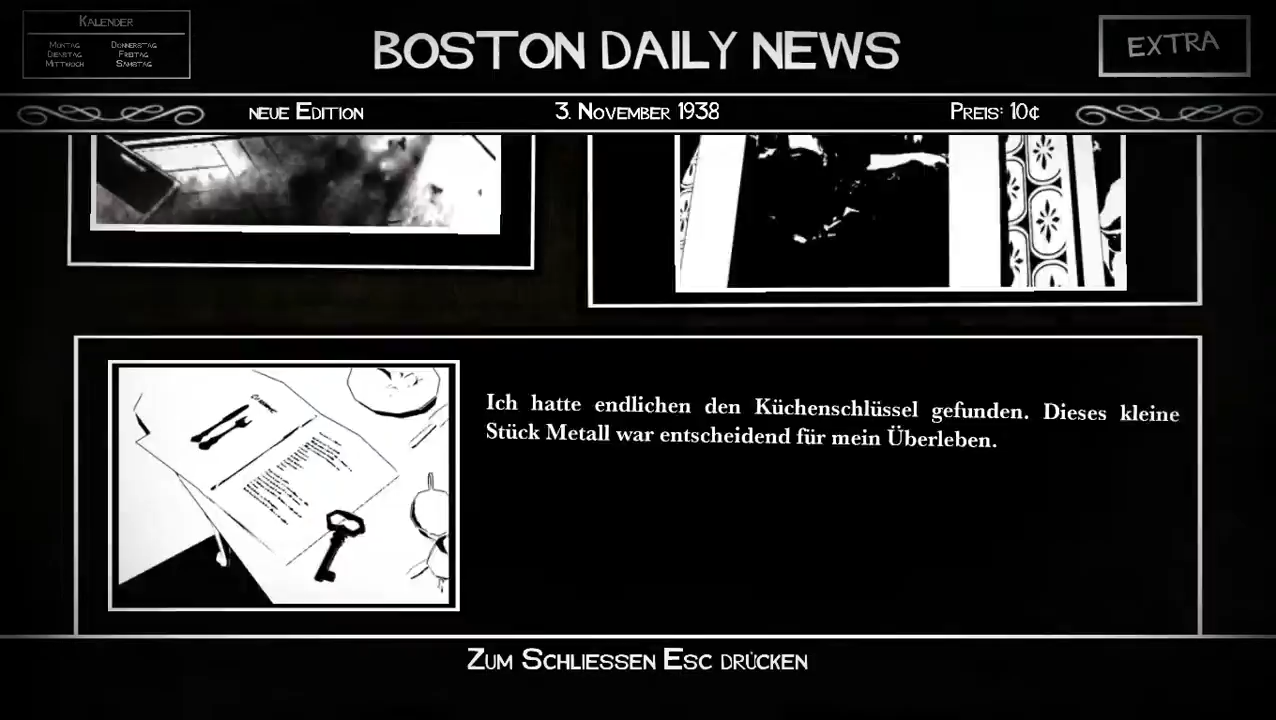 Kalender
Montag Donnerstag
Dienstag Freitag
Mittwoch Samstag
BOSTON DAILY NEWS
EXTRA
neue Edition 3. November 1938 Preis: 10¢
Ich hatte endlichen den Küchenschlüssel gefunden. Dieses kleine
Stück Metall war entscheidend für mein Überleben.
Zum Schliessen Esc drücken